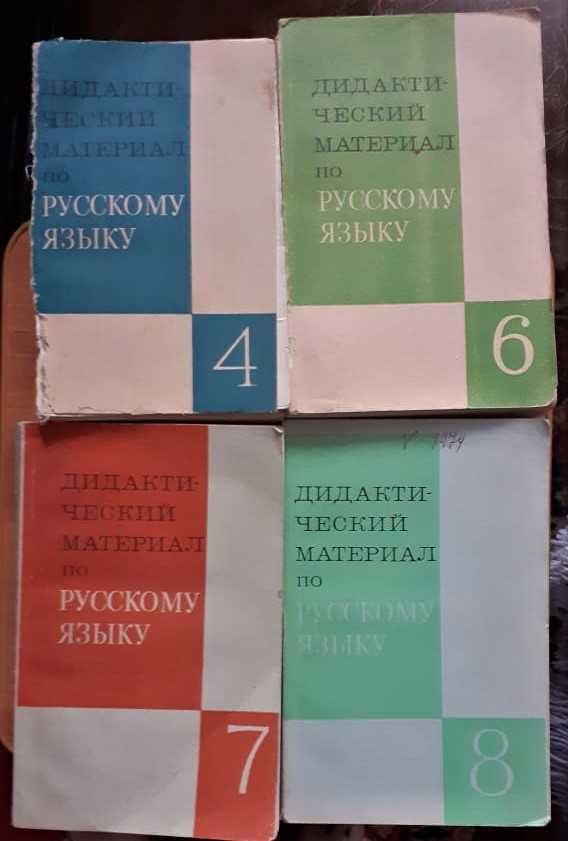 ДИДАКТИ-
ЧЕСКИЙ
МАТЕРИАЛ
ПО
РУССКОМУ
ЯЗЫКУ
4
ДИДАКТИ-
ЧЕСКИЙ
МАТЕРИАЛ
ПО
РУССКОМУ
ЯЗЫКУ
6
ДИДАКТИ-
ЧЕСКИЙ
МАТЕРИАЛ
ПО
РУССКОМУ
ЯЗЫКУ
7
1974
ДИДАКТИ-
ЧЕСКИЙ
МАТЕРИАЛ
ПО
РУССКОМУ
ЯЗЫКУ
8